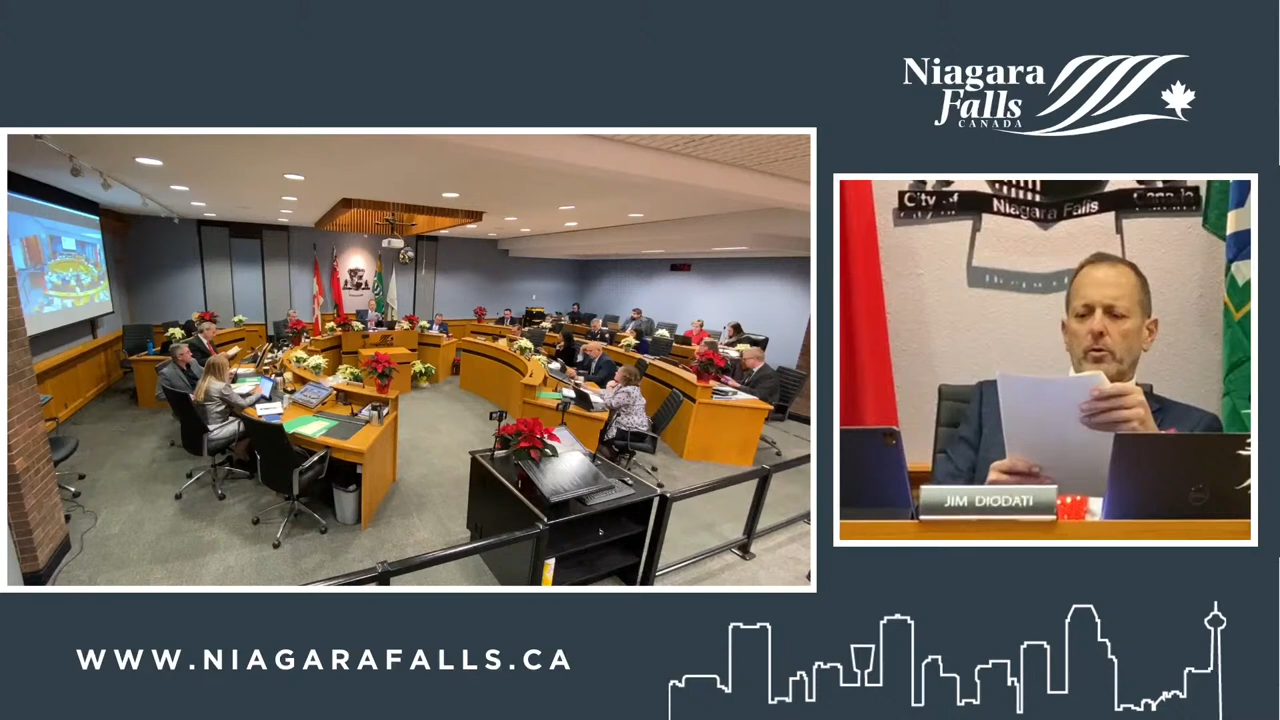 Niagara
Falls
CANADA
City of
Niagara Falls
Canada
JIM DIODATI
WWW.NIAGARAFALLS.CA